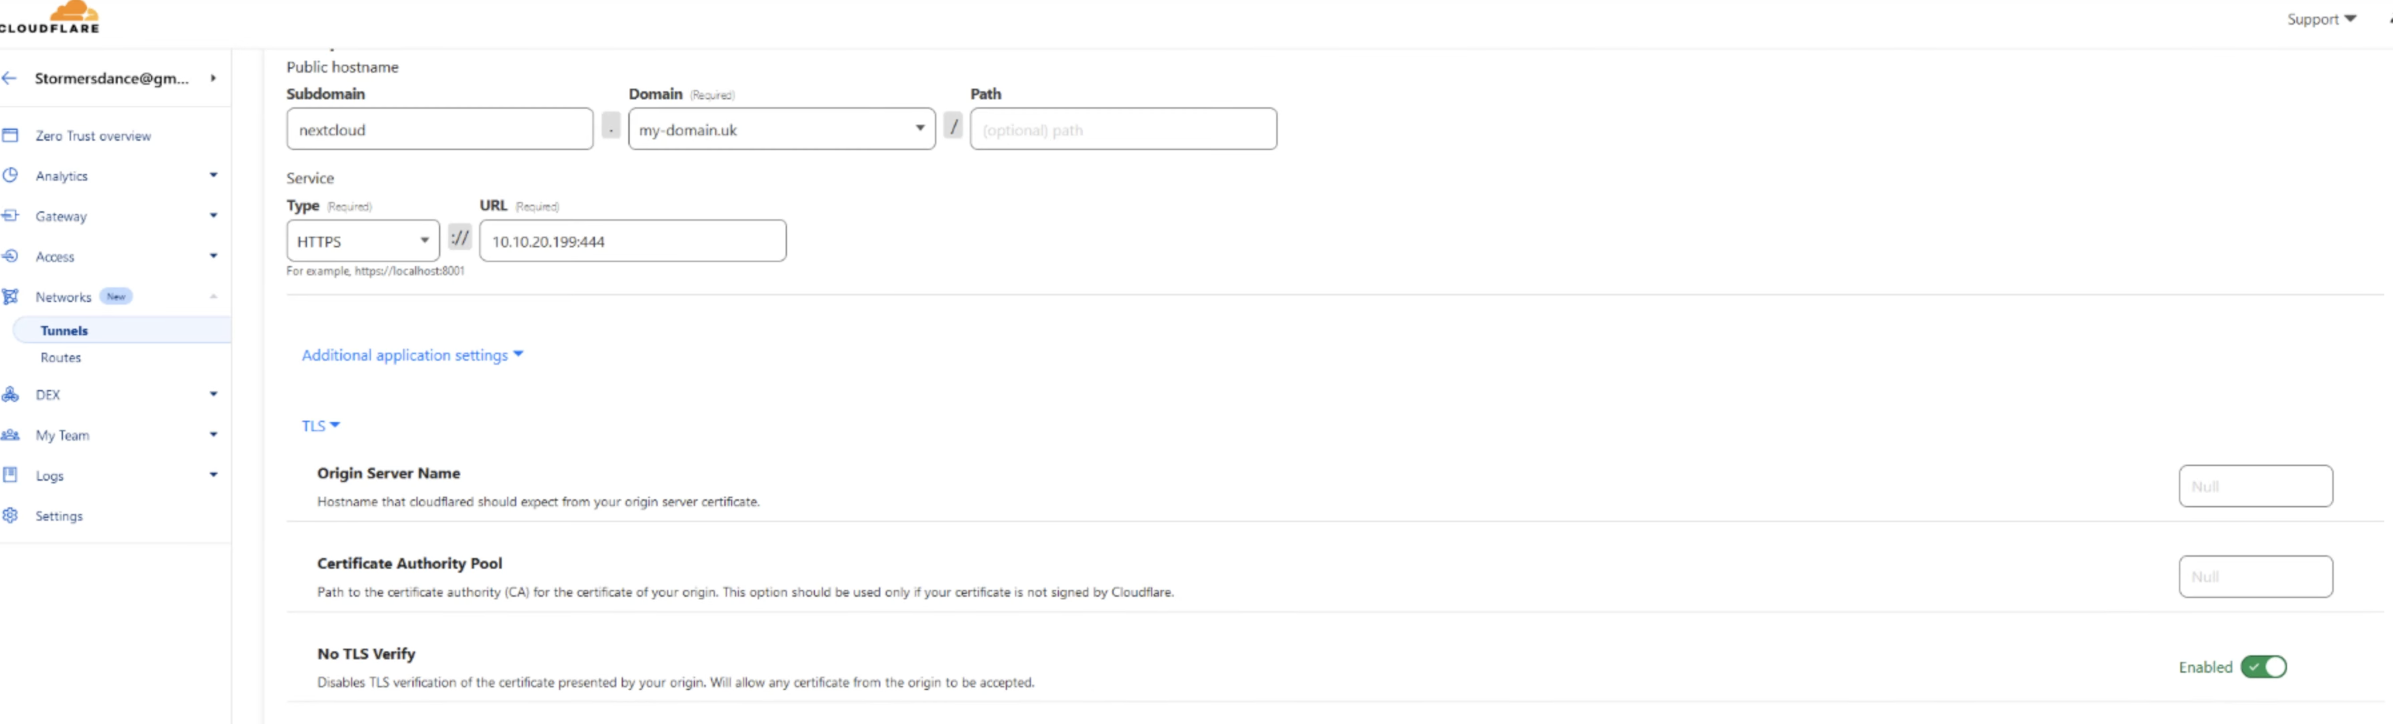 CLOUDFLARE
Support
Stormersdance@gm...
Zero Trust overview
Analytics
Gateway
Access
Networks New
Tunnels
Routes
DEX
My Team
Logs
Settings
Public hostname
Subdomain
Domain (Required)
Path
nextcloud
.
my-domain.uk
/
(optional) path
Service
Type (Required)
URL (Required)
HTTPS
://
10.10.20.199:444
For example, https://localhost:8001
Additional application settings
TLS
Origin Server Name
Null
Hostname that cloudflared should expect from your origin server certificate.
Certificate Authority Pool
Null
Path to the certificate authority (CA) for the certificate of your origin. This option should be used only if your certificate is not signed by Cloudflare.
No TLS Verify
Enabled
Disables TLS verification of the certificate presented by your origin. Will allow any certificate from the origin to be accepted.